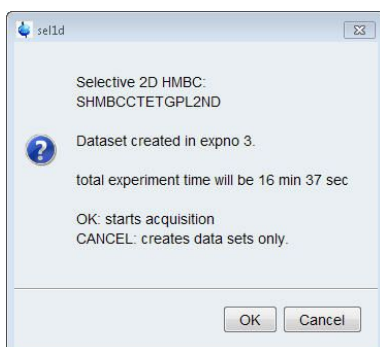 sel1d
Selective 2D HMBC:
SHMBCCTETGPL2ND
Dataset created in expno 3.
total experiment time will be 16 min 37 sec
OK: starts acquisition
CANCEL: creates data sets only.
OK
Cancel